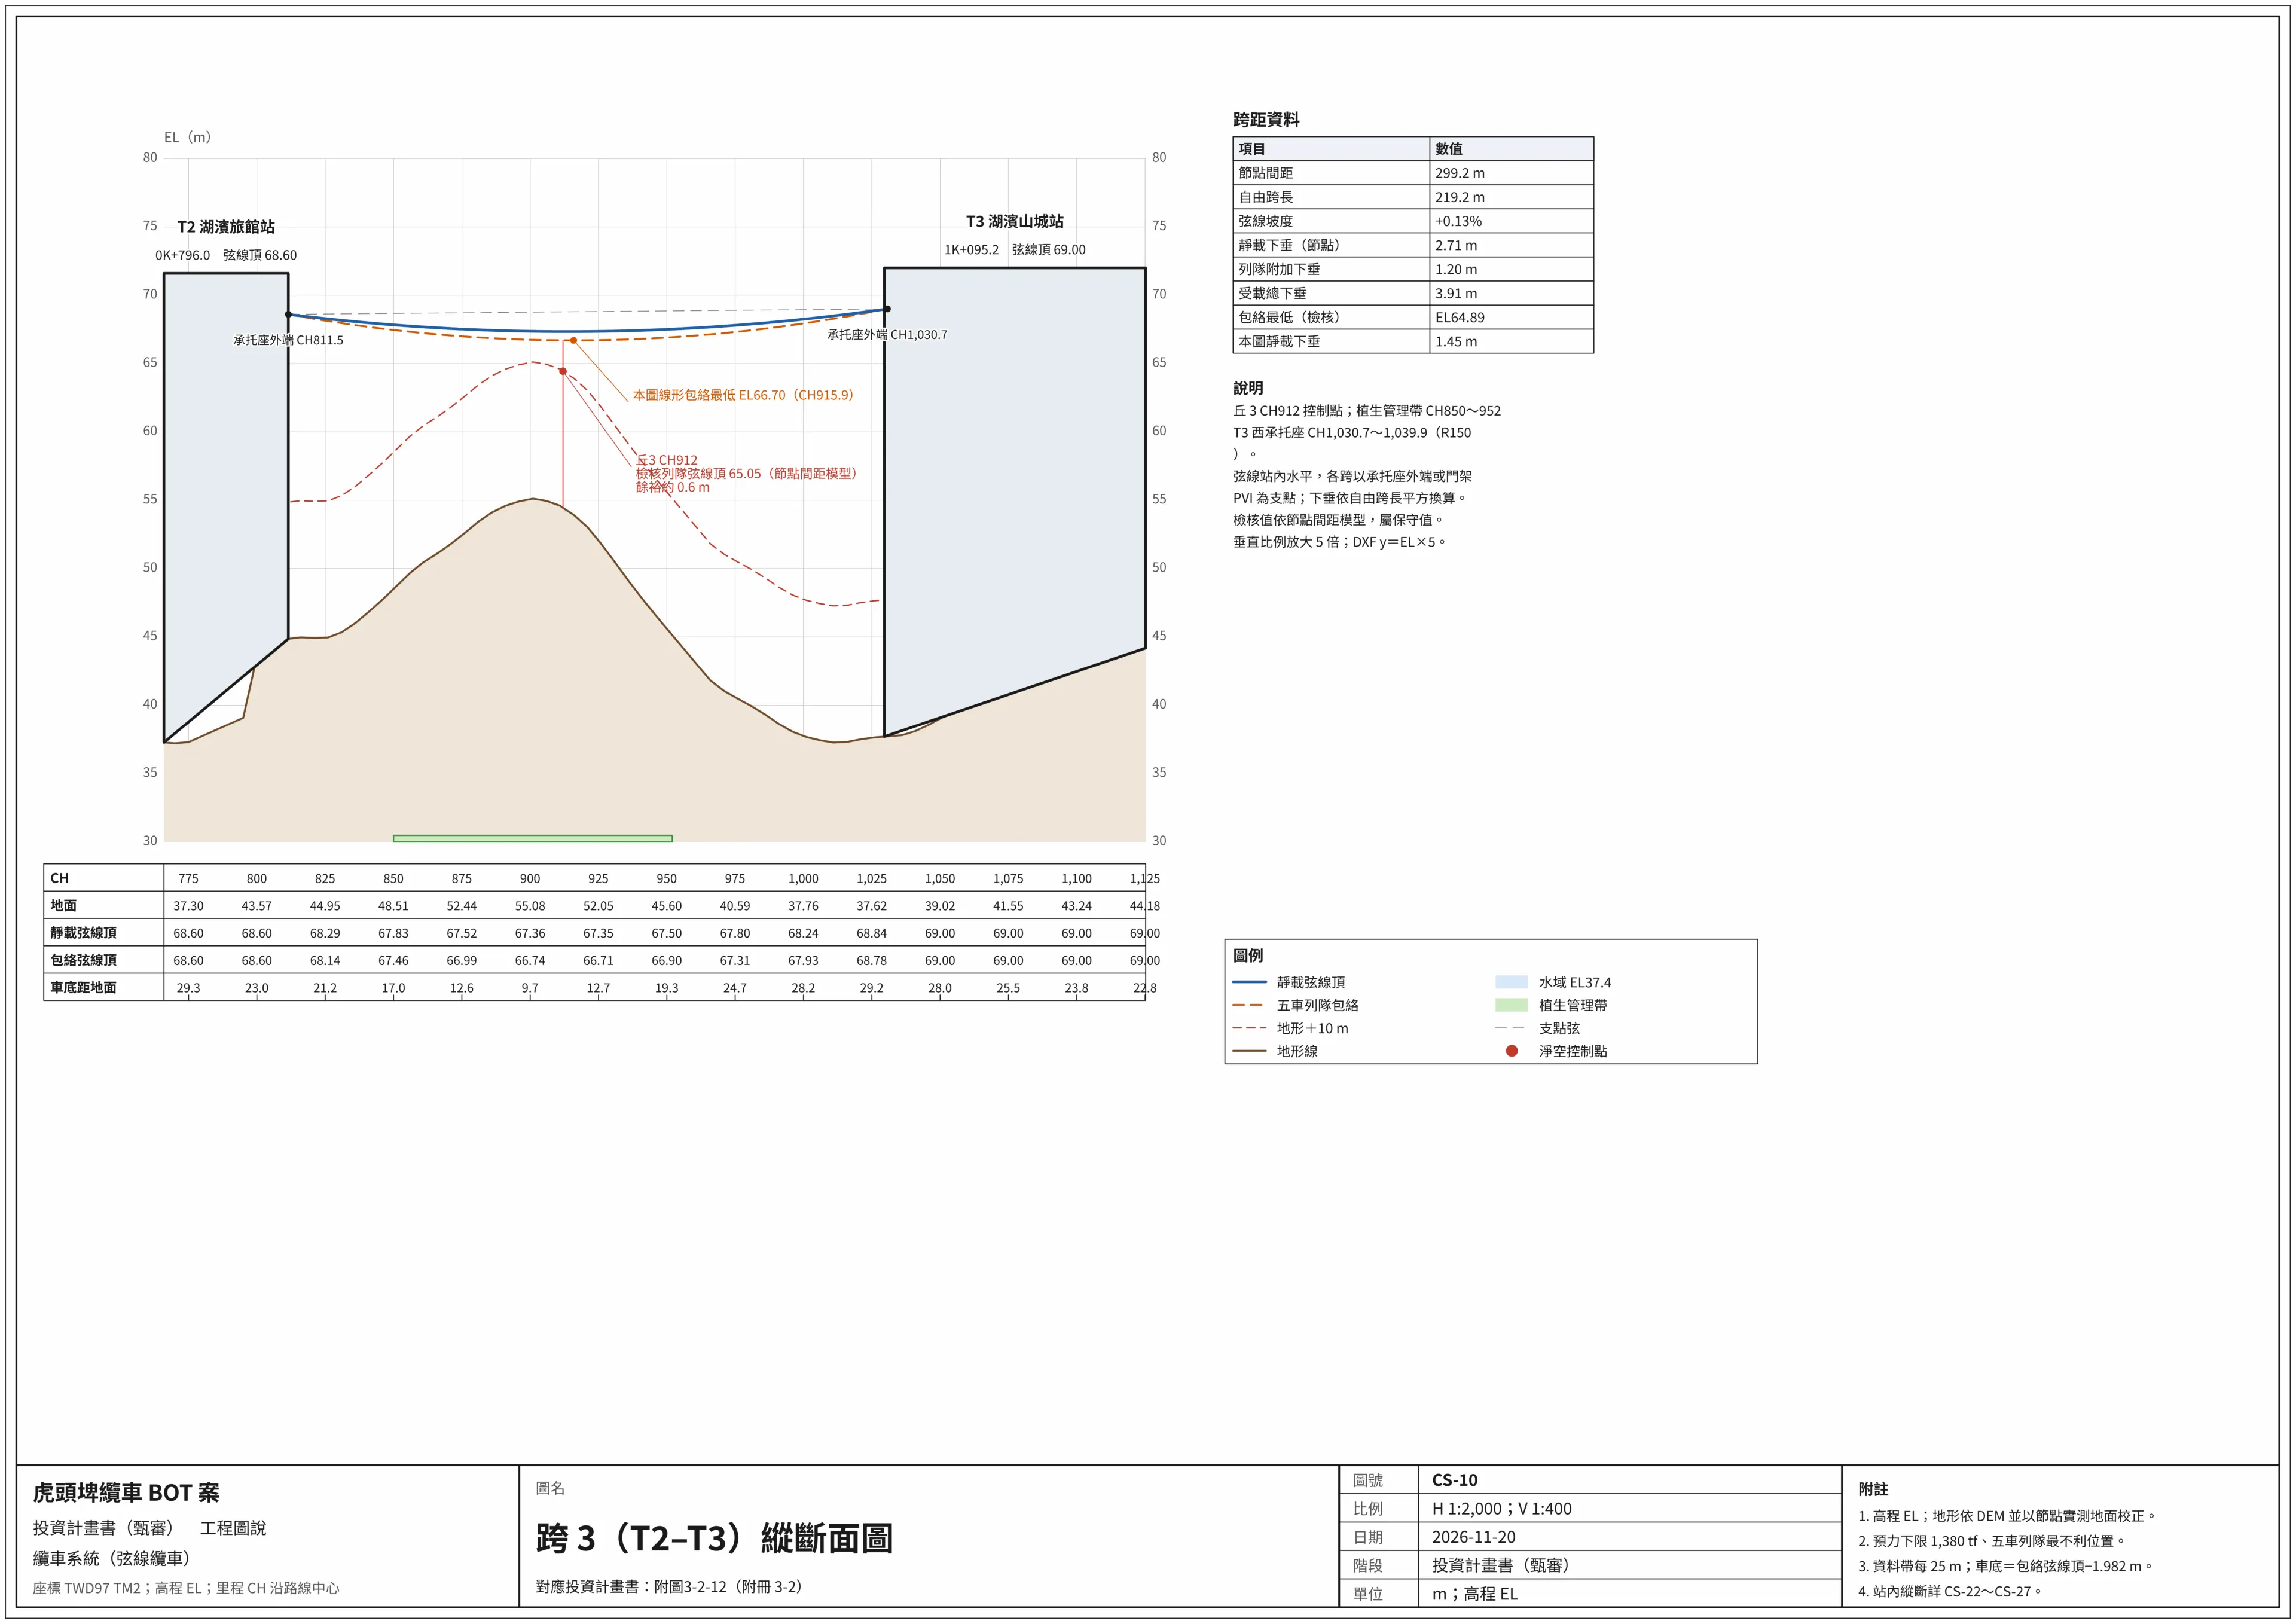 EL（m）
80
75
70
65
60
55
50
45
40
35
30
80
75
70
65
60
55
50
45
40
35
30
T2 湖濱旅館站
0K+796.0　弦線頂 68.60
承托座外端 CH811.5
T3 湖濱山城站
1K+095.2　弦線頂 69.00
承托座外端 CH1,030.7
本圖線形包絡最低 EL66.70（CH915.9）
丘3 CH912
檢核列隊弦線頂 65.05（節點間距模型）
餘裕約 0.6 m
CH 775 800 825 850 875 900 925 950 975 1,000 1,025 1,050 1,075 1,100 1,125
地面 37.30 43.57 44.95 48.51 52.44 55.08 52.05 45.60 40.59 37.76 37.62 39.02 41.55 43.24 44.18
靜載弦線頂 68.60 68.60 68.29 67.83 67.52 67.36 67.35 67.50 67.80 68.24 68.84 69.00 69.00 69.00 69.00
包絡弦線頂 68.60 68.60 68.14 67.46 66.99 66.74 66.71 66.90 67.31 67.93 68.78 69.00 69.00 69.00 69.00
車底距地面 29.3 23.0 21.2 17.0 12.6 9.7 12.7 19.3 24.7 28.2 29.2 28.0 25.5 23.8 22.8
跨距資料
項目 數值
節點間距 299.2 m
自由跨長 219.2 m
弦線坡度 +0.13%
靜載下垂（節點） 2.71 m
列隊附加下垂 1.20 m
受載總下垂 3.91 m
包絡最低（檢核） EL64.89
本圖靜載下垂 1.45 m
說明
丘 3 CH912 控制點；植生管理帶 CH850～952
T3 西承托座 CH1,030.7～1,039.9（R150
）。
弦線站內水平，各跨以承托座外端或門架
PVI 為支點；下垂依自由跨長平方換算。
檢核值依節點間距模型，屬保守值。
垂直比例放大 5 倍；DXF y＝EL×5。
圖例
靜載弦線頂
五車列隊包絡
地形＋10 m
地形線
水域 EL37.4
植生管理帶
支點弦
淨空控制點
虎頭埤纜車 BOT 案
投資計畫書（甄審）　工程圖說
纜車系統（弦線纜車）
座標 TWD97 TM2；高程 EL；里程 CH 沿路線中心
圖名
跨 3（T2–T3）縱斷面圖
對應投資計畫書：附圖3-2-12（附冊 3-2）
圖號 CS-10
比例 H 1:2,000；V 1:400
日期 2026-11-20
階段 投資計畫書（甄審）
單位 m；高程 EL
附註
1. 高程 EL；地形依 DEM 並以節點實測地面校正。
2. 預力下限 1,380 tf、五車列隊最不利位置。
3. 資料帶每 25 m；車底＝包絡弦線頂−1.982 m。
4. 站內縱斷詳 CS-22～CS-27。